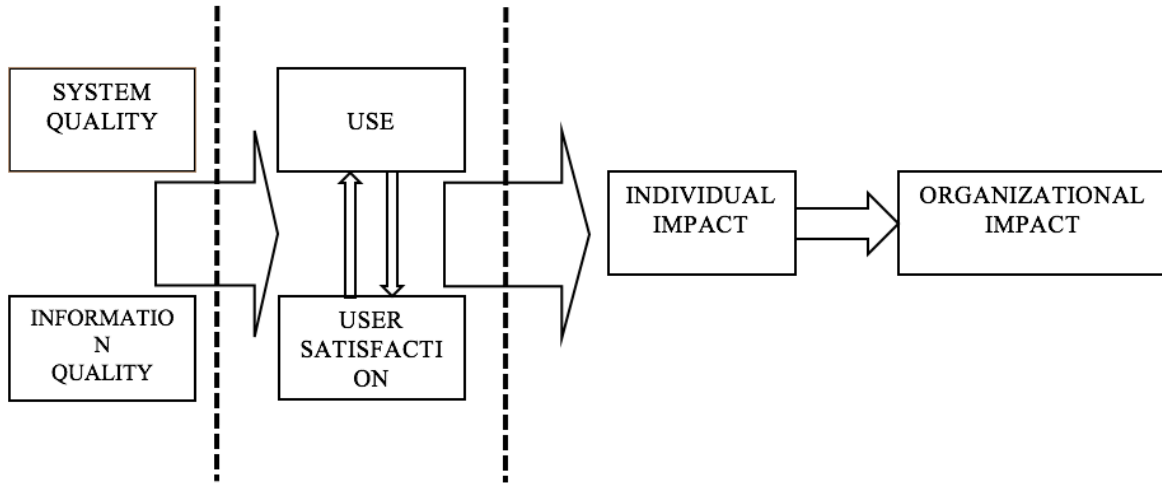 SYSTEM
QUALITY
USE
INFORMATIO
N
QUALITY
USER
SATISFACTI
ON
INDIVIDUAL
IMPACT
ORGANIZATIONAL
IMPACT